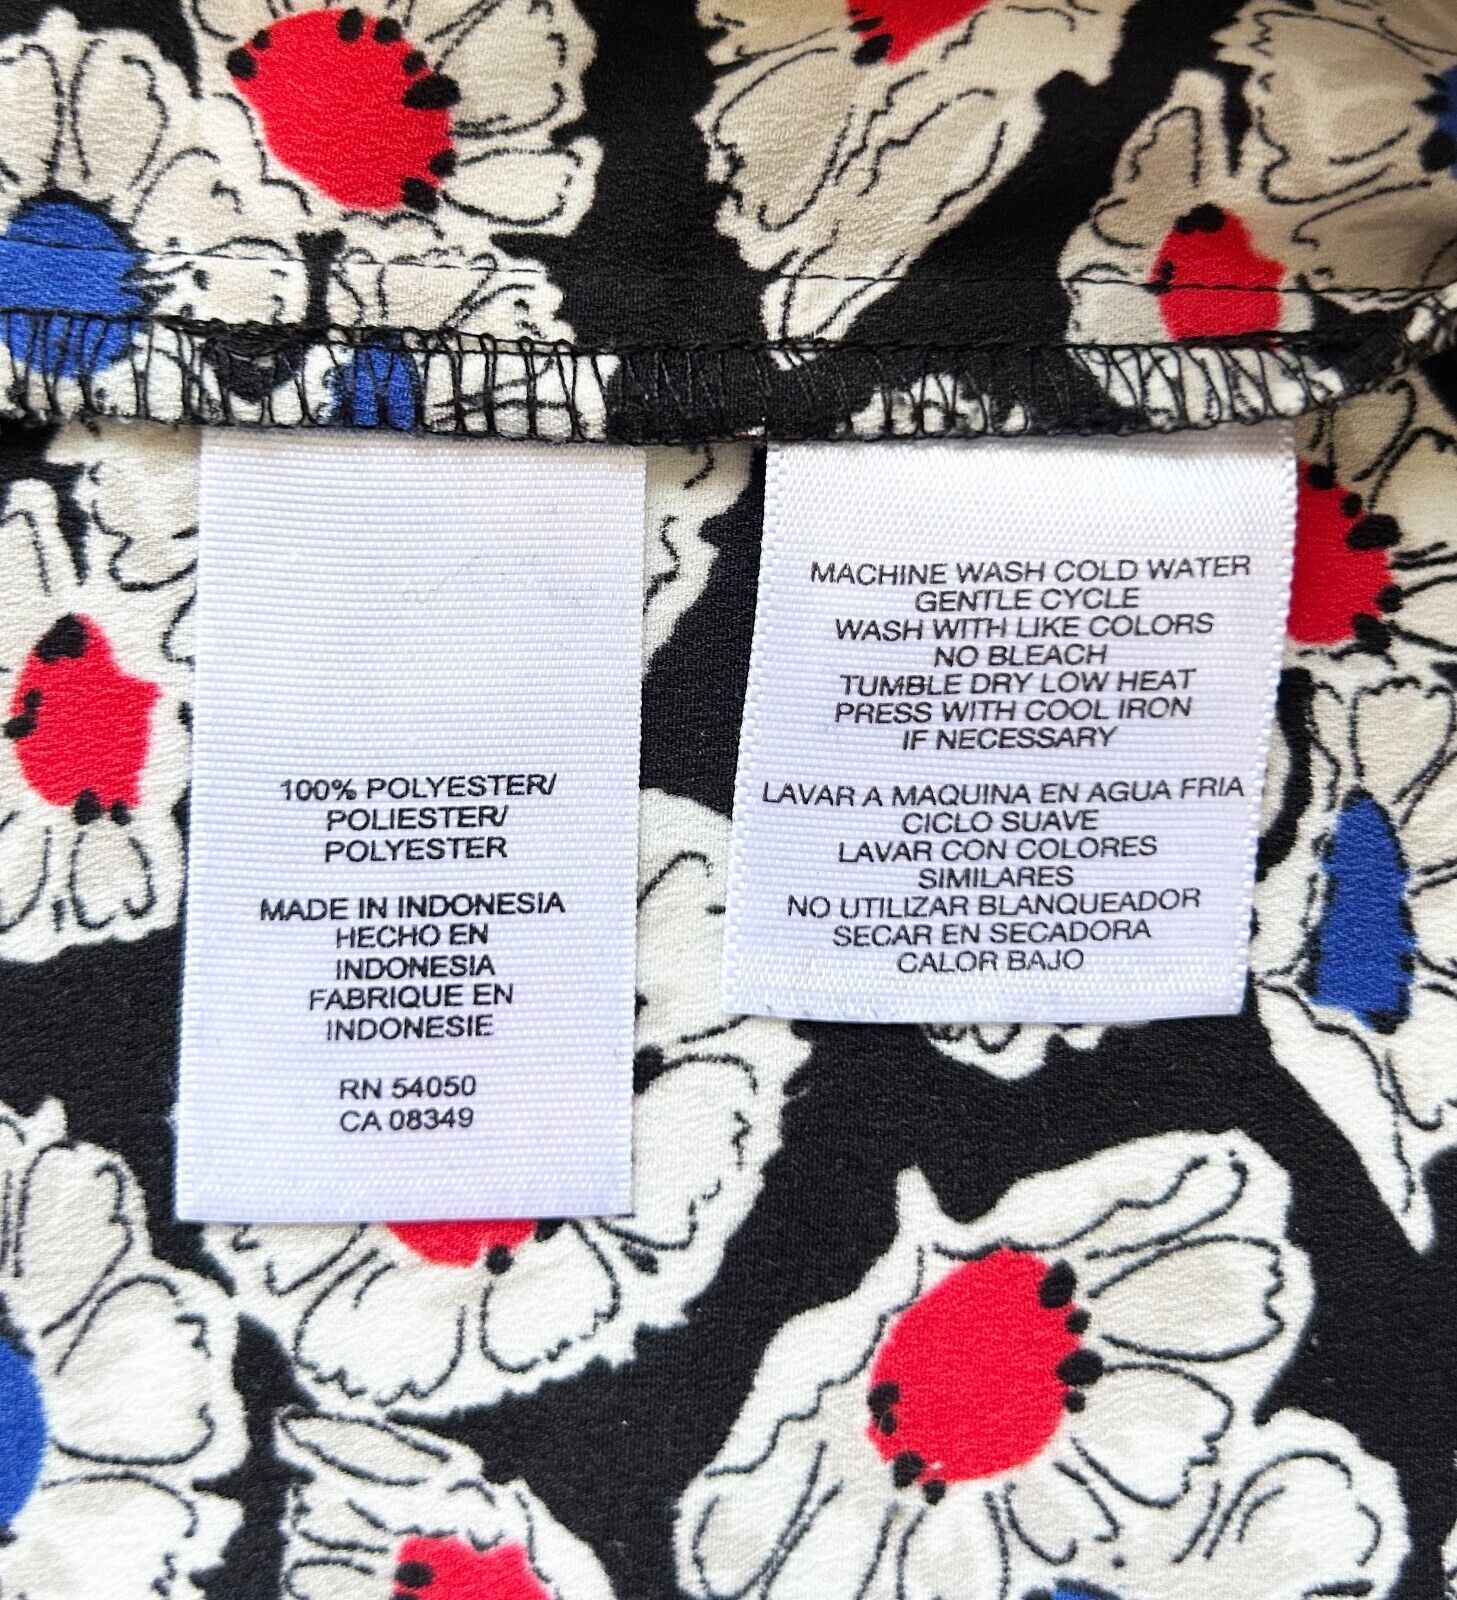 100% POLYESTER/
POLIESTER/
POLYESTER
MADE IN INDONESIA
HECHO EN
INDONESIA
FABRIQUE EN
INDONESIE
RN 54050
CA 08349
MACHINE WASH COLD WATER
GENTLE CYCLE
WASH WITH LIKE COLORS
NO BLEACH
TUMBLE DRY LOW HEAT
PRESS WITH COOL IRON
IF NECESSARY
LAVAR A MAQUINA EN AGUA FRIA
CICLO SUAVE
LAVAR CON COLORES
SIMILARES
NO UTILIZAR BLANQUEADOR
SECAR EN SECADORA
CALOR BAJO